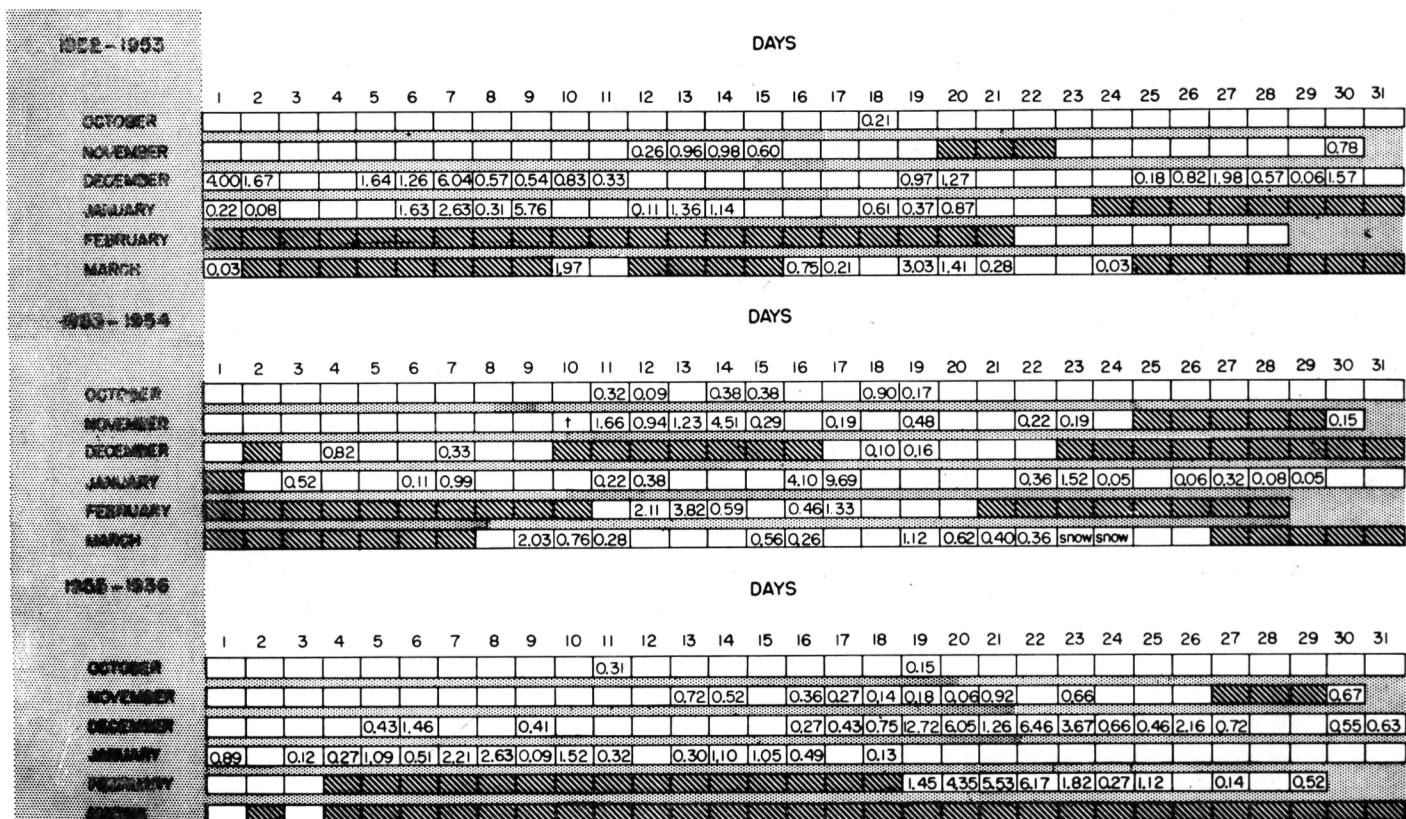 1952-1953
DAYS
1 2 3 4 5 6 7 8 9 10 11 12 13 14 15 16 17 18 19 20 21 22 23 24 25 26 27 28 29 30 31
OCTOBER 0.21
NOVEMBER 0.26 0.96 0.98 0.60 0.78
DECEMBER 4.00 1.67 1.64 1.26 6.04 0.57 0.54 0.83 0.33 0.97 1.27 0.18 0.82 1.98 0.57 0.06 1.57
JANUARY 0.22 0.08 1.63 2.63 0.31 5.76 0.11 1.36 1.14 0.61 0.37 0.87
FEBRUARY
MARCH 0.03 1.97 0.75 0.21 3.03 1.41 0.28 0.03
1953-1954
DAYS
1 2 3 4 5 6 7 8 9 10 11 12 13 14 15 16 17 18 19 20 21 22 23 24 25 26 27 28 29 30 31
OCTOBER 0.32 0.09 0.38 0.38 0.90 0.17
NOVEMBER † 1.66 0.94 1.23 4.51 0.29 0.19 0.48 0.22 0.19 0.15
DECEMBER 0.82 0.33 0.10 0.16
JANUARY 0.52 0.11 0.99 0.22 0.38 4.10 9.69 0.36 1.52 0.05 0.06 0.32 0.08 0.05
FEBRUARY 2.11 3.82 0.59 0.46 1.33
MARCH 2.03 0.76 0.28 0.56 0.26 1.12 0.62 0.40 0.36 snow snow
1955-1956
DAYS
1 2 3 4 5 6 7 8 9 10 11 12 13 14 15 16 17 18 19 20 21 22 23 24 25 26 27 28 29 30 31
OCTOBER 0.31 0.15
NOVEMBER 0.72 0.52 0.36 0.27 0.14 0.18 0.06 0.92 0.66 0.67
DECEMBER 0.43 1.46 0.41 0.27 0.43 0.75 12.72 6.05 1.26 6.46 3.67 0.66 0.46 2.16 0.72 0.55 0.63
JANUARY 0.89 0.12 0.27 1.09 0.51 2.21 2.63 0.09 1.52 0.32 0.30 1.10 1.05 0.49 0.13
FEBRUARY 1.45 4.35 5.53 6.17 1.82 0.27 1.12 0.14 0.52